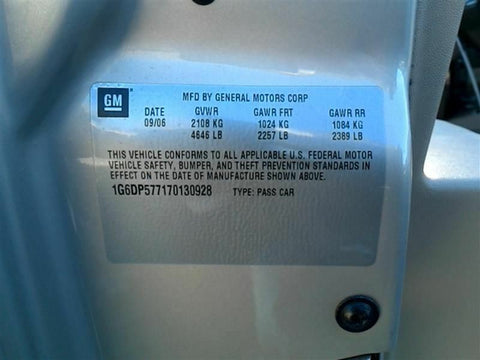 GM
MFD BY GENERAL MOTORS CORP
DATE GVWR GAWR FRT GAWR RR
09/06 2108 KG 1024 KG 1084 KG
4646 LB 2257 LB 2389 LB
THIS VEHICLE CONFORMS TO ALL APPLICABLE U.S. FEDERAL MOTOR
VEHICLE SAFETY, BUMPER, AND THEFT PREVENTION STANDARDS
IN EFFECT ON THE DATE OF MANUFACTURE SHOWN ABOVE.
1G6DP577170130928 TYPE: PASS CAR